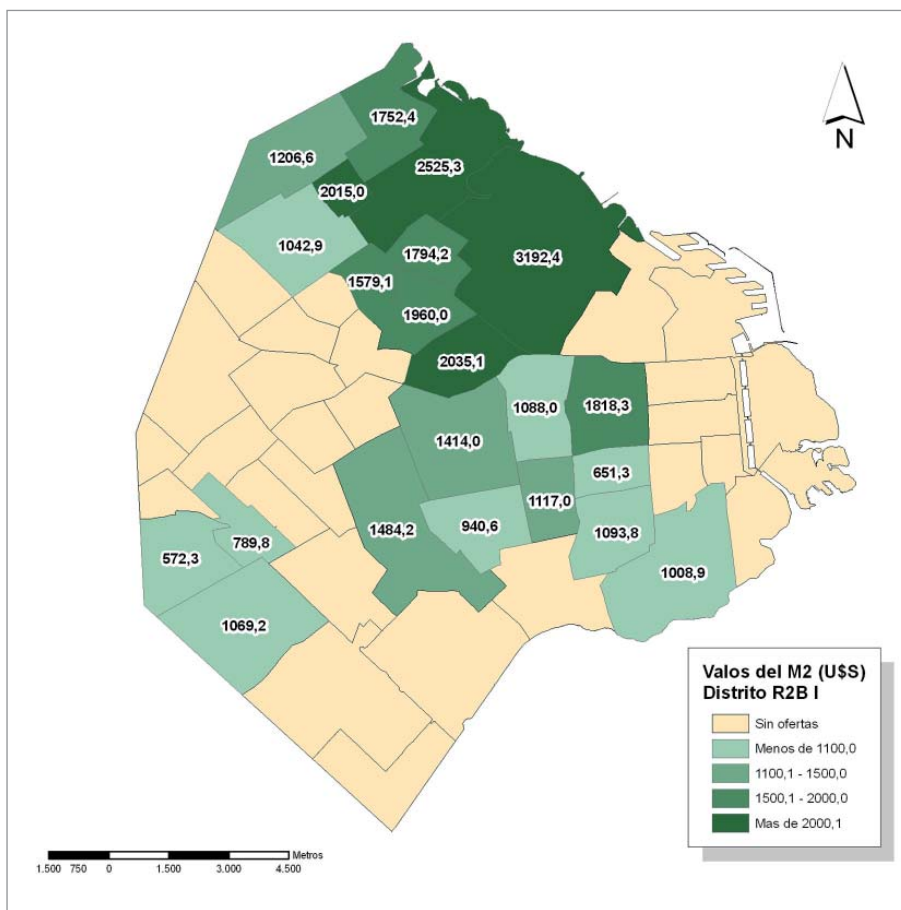 1752,4
N
1206,6
2525,3
2015,0
1042,9
1794,2
3192,4
1579,1
1960,0
2035,1
1088,0
1818,3
1414,0
651,3
1117,0
940,6
1484,2
1093,8
789,8
572,3
1008,9
1069,2
Valos del M2 (U$S)
Distrito R2B I
Sin ofertas
Menos de 1100,0
1100,1 - 1500,0
1500,1 - 2000,0
Mas de 2000,1
Metros
1.500 750 0 1.500 3.000 4.500